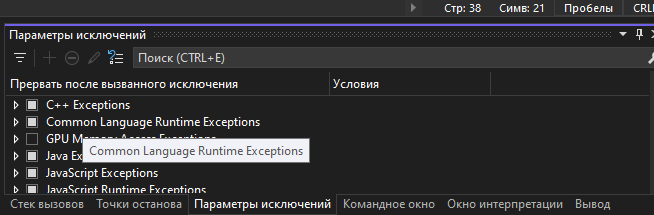 Стр: 38 Симв: 21 Пробелы CRL
Параметры исключений
Поиск (CTRL+E)
Прервать после вызванного исключения Условия
C++ Exceptions
Common Language Runtime Exceptions
GPU Memory Access Exceptions
Common Language Runtime Exceptions
Java Ex
JavaScript Exceptions
JavaScript Runtime Exceptions
Стек вызовов Точки останова Параметры исключений Командное окно Окно интерпретации Вывод